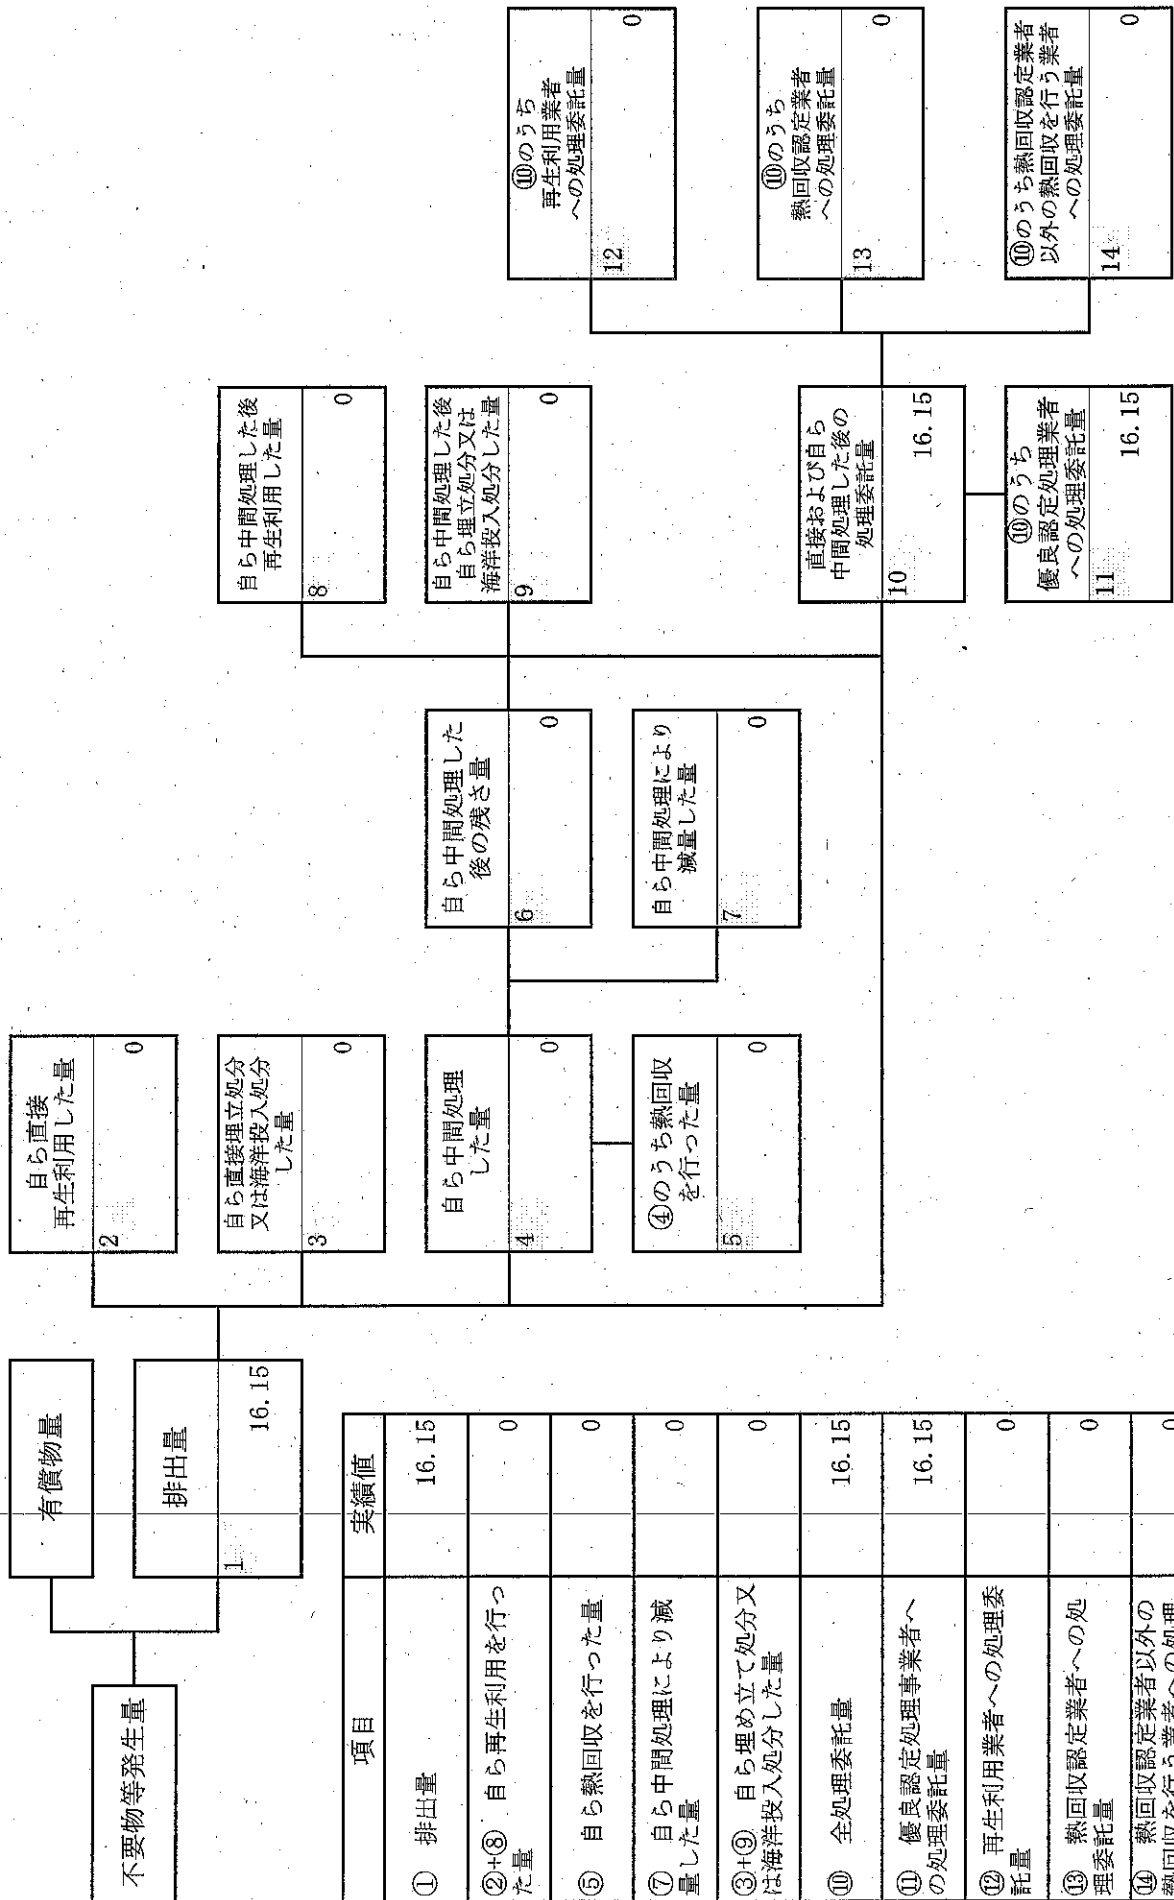 不要物等発生量
有償物量
排出量
1
16.15
自ら直接
再生利用した量
2
0
自ら直接埋立処分
又は海洋投入処分
した量
3
0
自ら中間処理
した量
4
0
④のうち熱回収
を行った量
5
0
自ら中間処理した
後の残さ量
6
0
自ら中間処理により
減量した量
7
0
自ら中間処理した後
再生利用した量
8
0
自ら中間処理した後
自ら埋立処分又は
海洋投入処分した量
9
0
直接および自ら
中間処理した後の
処理委託量
10
16.15
⑩のうち
優良認定処理業者
への処理委託量
11
16.15
⑩のうち
再生利用業者
への処理委託量
12
0
⑩のうち
熱回収認定業者
への処理委託量
13
0
⑩のうち熱回収認定業者
以外の熱回収を行う業者
への処理委託量
14
0
項目 実績値
① 排出量 16.15
②+⑧ 自ら再生利用を行っ
た量 0
⑤ 自ら熱回収を行った量 0
⑦ 自ら中間処理により減
量した量 0
③+⑨ 自ら埋め立て処分又
は海洋投入処分した量 0
⑩ 全処理委託量 16.15
⑪ 優良認定処理事業者へ
の処理委託量 16.15
⑫ 再生利用業者への処理委
託量 0
⑬ 熱回収認定業者への処
理委託量 0
⑭ 熱回収認定業者以外の
熱回収を行う業者への処理 0